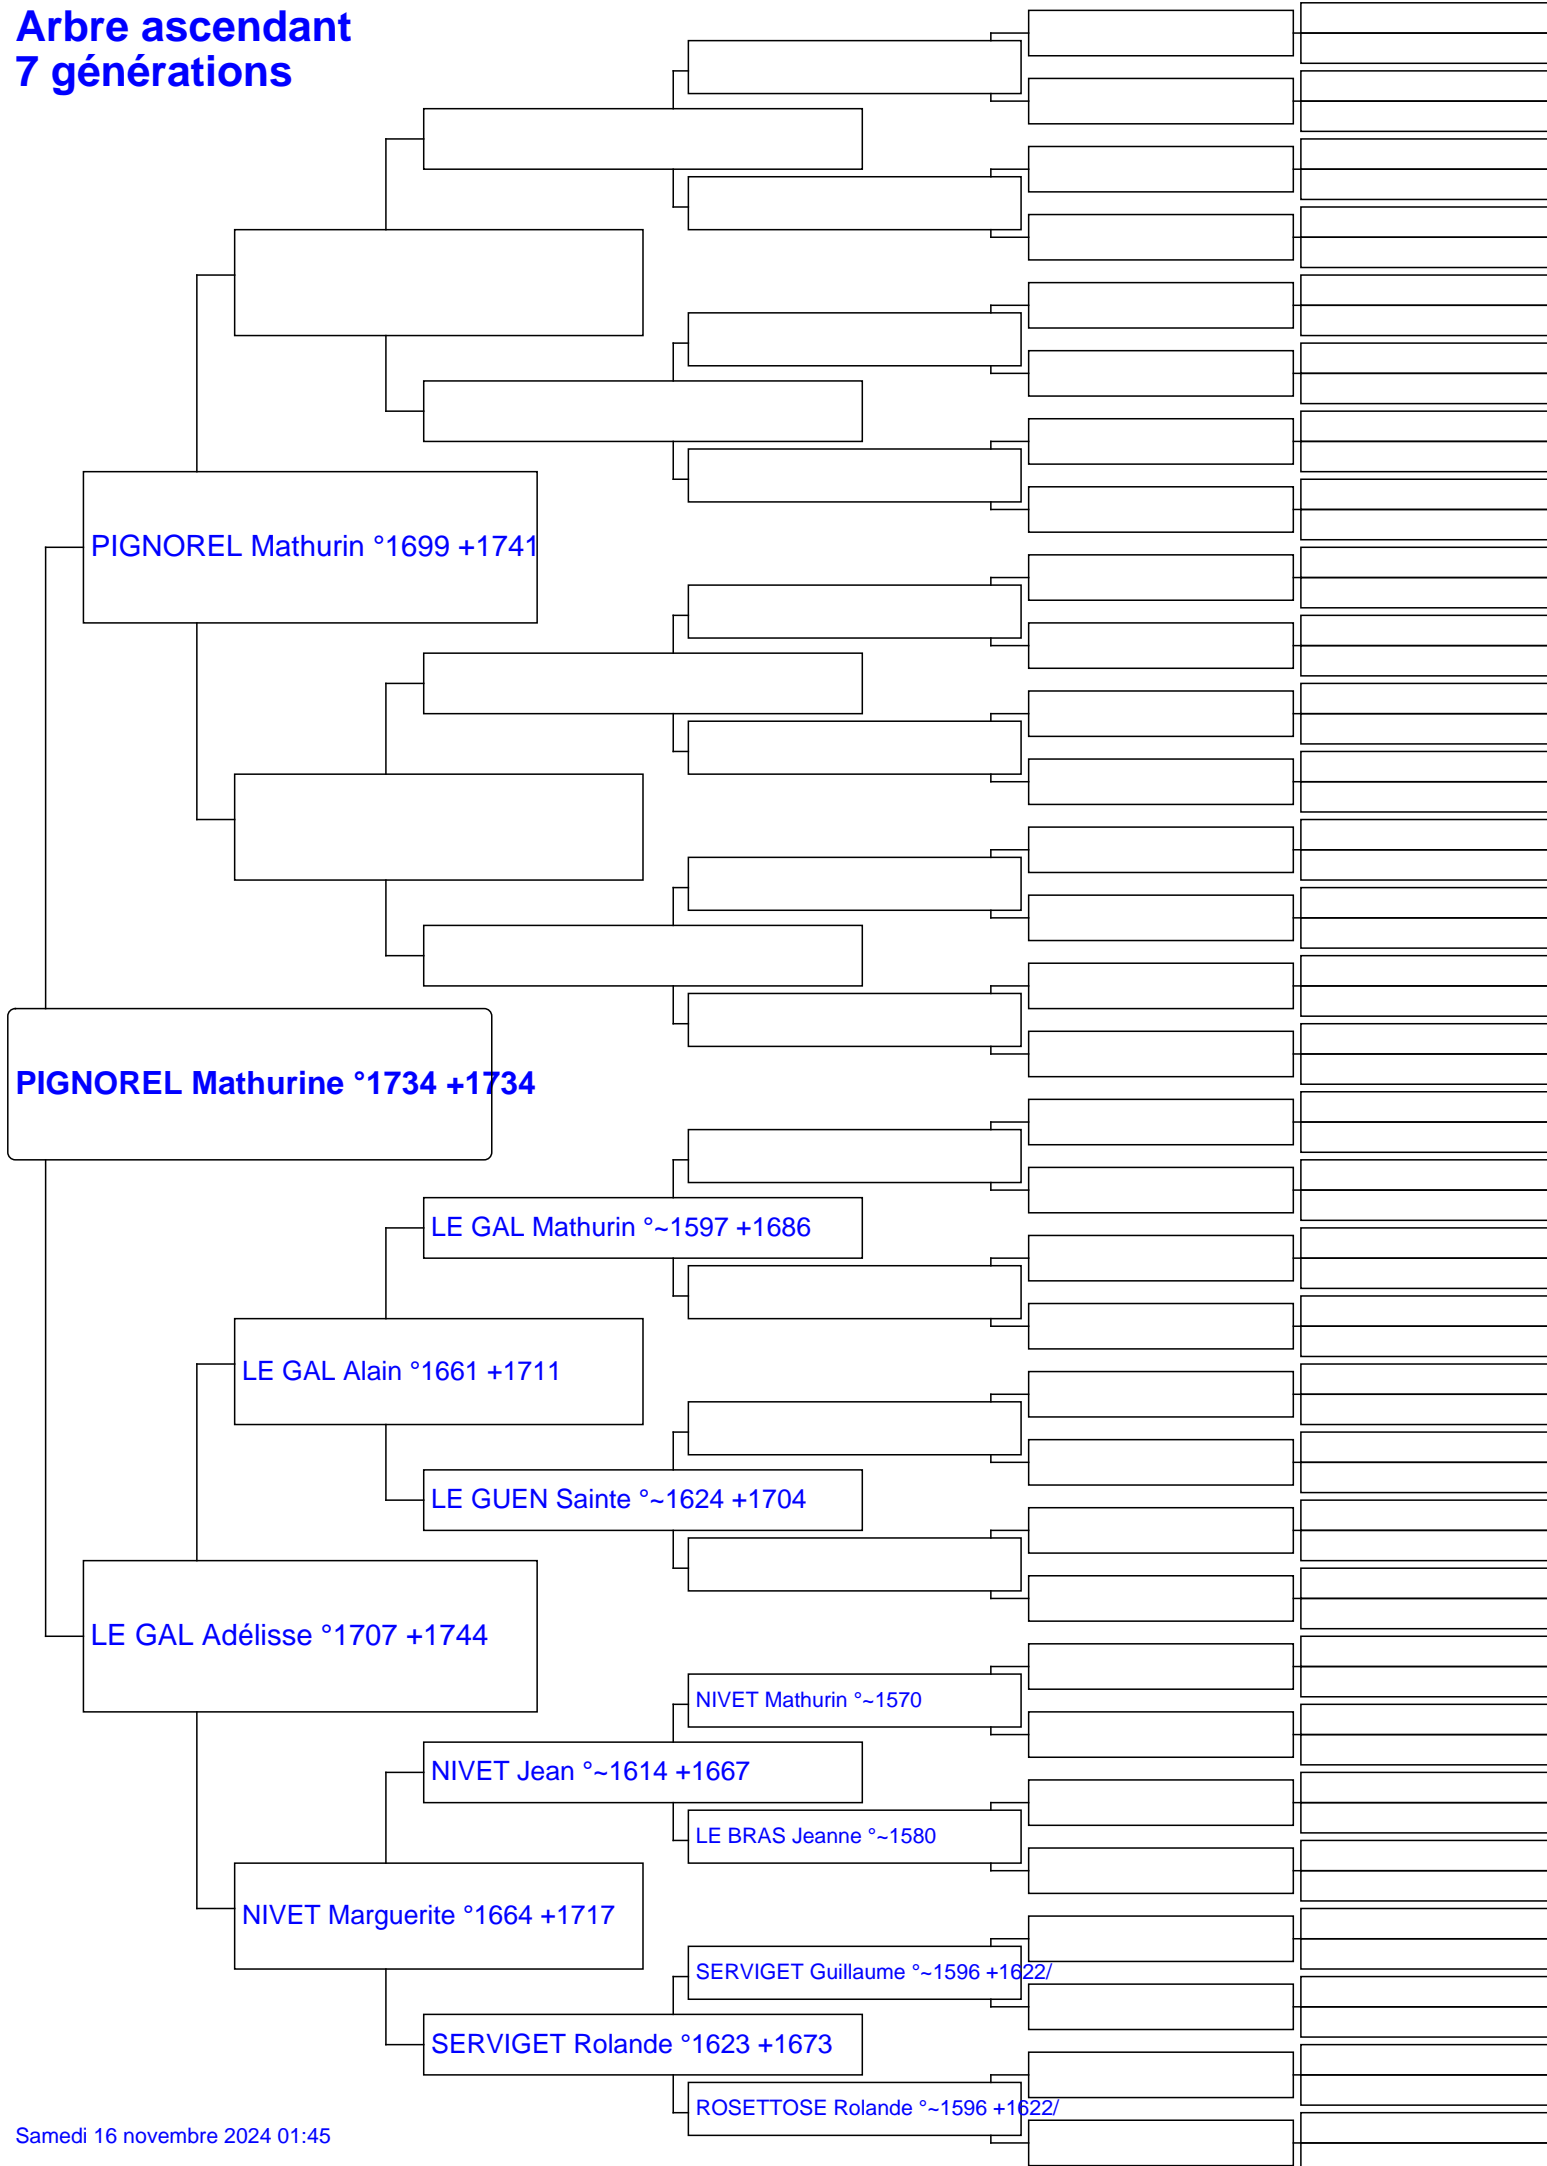 Arbre ascendant
7 générations
PIGNOREL Mathurin °1699 +1741
PIGNOREL Mathurine °1734 +1734
LE GAL Mathurin °~1597 +1686
LE GAL Alain °1661 +1711
LE GUEN Sainte °~1624 +1704
LE GAL Adélisse °1707 +1744
NIVET Mathurin °~1570
NIVET Jean °~1614 +1667
LE BRAS Jeanne °~1580
NIVET Marguerite °1664 +1717
SERVIGET Guillaume °~1596 +1622/
SERVIGET Rolande °1623 +1673
ROSETTOSE Rolande °~1596 +1622/
Samedi 16 novembre 2024 01:45